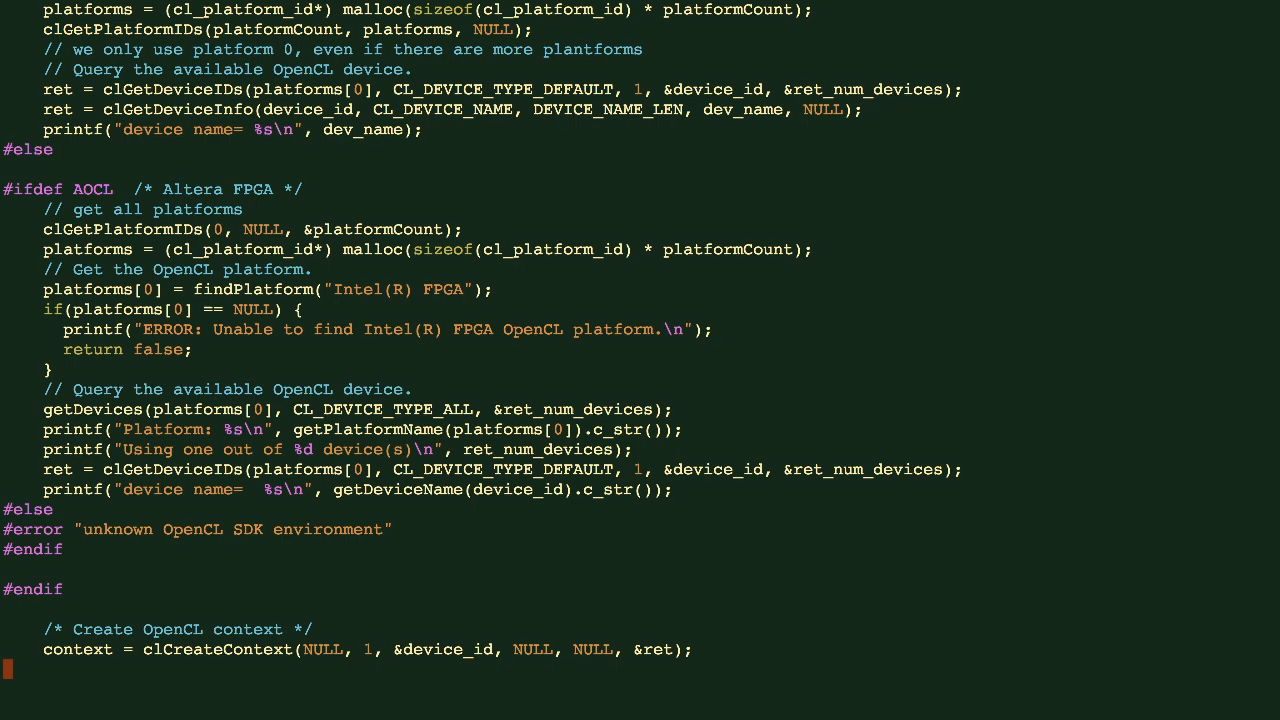 platforms = (cl_platform_id*) malloc(sizeof(cl_platform_id) * platformCount);
clGetPlatformIDs(platformCount, platforms, NULL);
// we only use platform 0, even if there are more plantforms
// Query the available OpenCL device.
ret = clGetDeviceIDs(platforms[0], CL_DEVICE_TYPE_DEFAULT, 1, &device_id, &ret_num_devices);
ret = clGetDeviceInfo(device_id, CL_DEVICE_NAME, DEVICE_NAME_LEN, dev_name, NULL);
printf("device name= %s\n", dev_name);
#else
#ifdef AOCL  /* Altera FPGA */
// get all platforms
clGetPlatformIDs(0, NULL, &platformCount);
platforms = (cl_platform_id*) malloc(sizeof(cl_platform_id) * platformCount);
// Get the OpenCL platform.
platforms[0] = findPlatform("Intel(R) FPGA");
if(platforms[0] == NULL) {
printf("ERROR: Unable to find Intel(R) FPGA OpenCL platform.\n");
return false;
}
// Query the available OpenCL device.
getDevices(platforms[0], CL_DEVICE_TYPE_ALL, &ret_num_devices);
printf("Platform: %s\n", getPlatformName(platforms[0]).c_str());
printf("Using one out of %d device(s)\n", ret_num_devices);
ret = clGetDeviceIDs(platforms[0], CL_DEVICE_TYPE_DEFAULT, 1, &device_id, &ret_num_devices);
printf("device name=  %s\n", getDeviceName(device_id).c_str());
#else
#error "unknown OpenCL SDK environment"
#endif
#endif
/* Create OpenCL context */
context = clCreateContext(NULL, 1, &device_id, NULL, NULL, &ret);